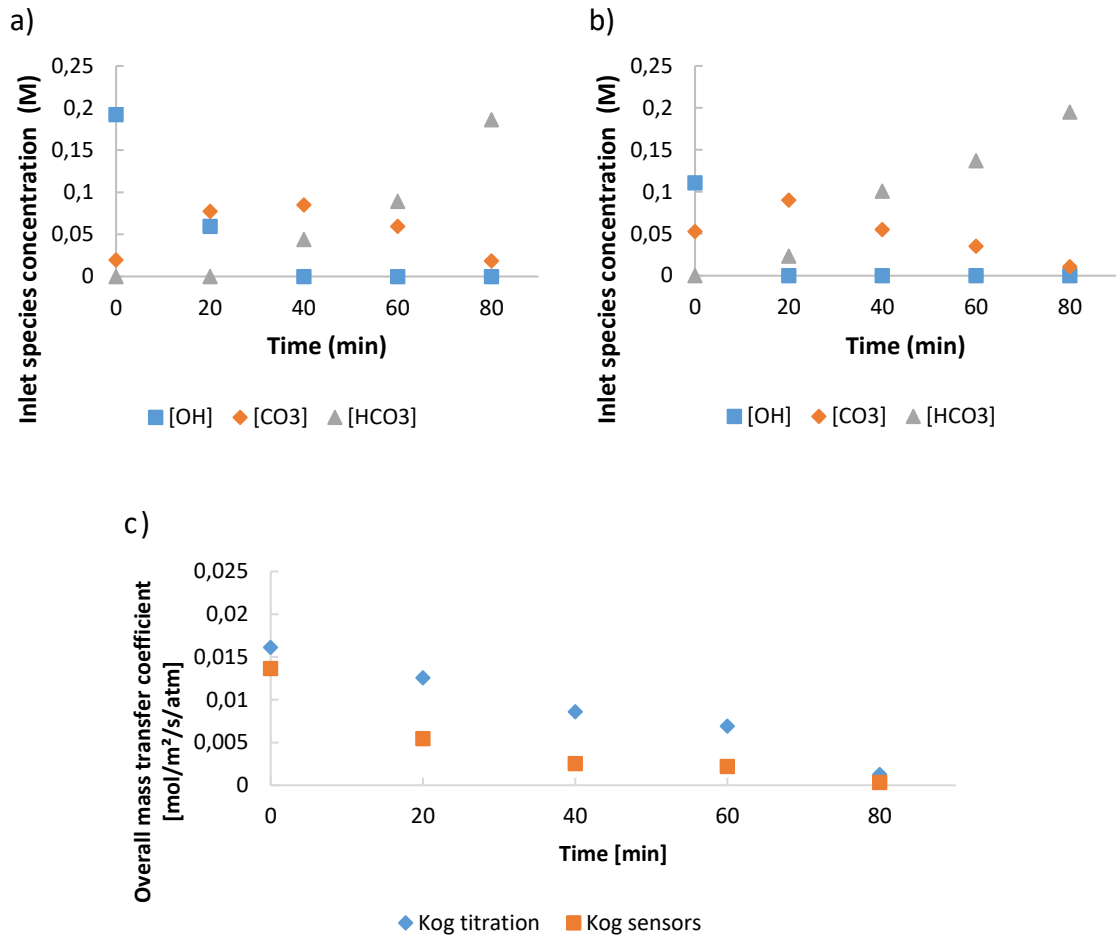 a)
Inlet species concentration (M)
0,25
0,2
0,15
0,1
0,05
0
0 20 40 60 80
Time (min)
[OH] [CO3] [HCO3]
b)
Inlet species concentration (M)
0,25
0,2
0,15
0,1
0,05
0
0 20 40 60 80
Time (min)
[OH] [CO3] [HCO3]
c)
Overall mass transfer coefficient
[mol/m²/s/atm]
0,025
0,02
0,015
0,01
0,005
0
0 20 40 60 80
Time [min]
Kog titration Kog sensors